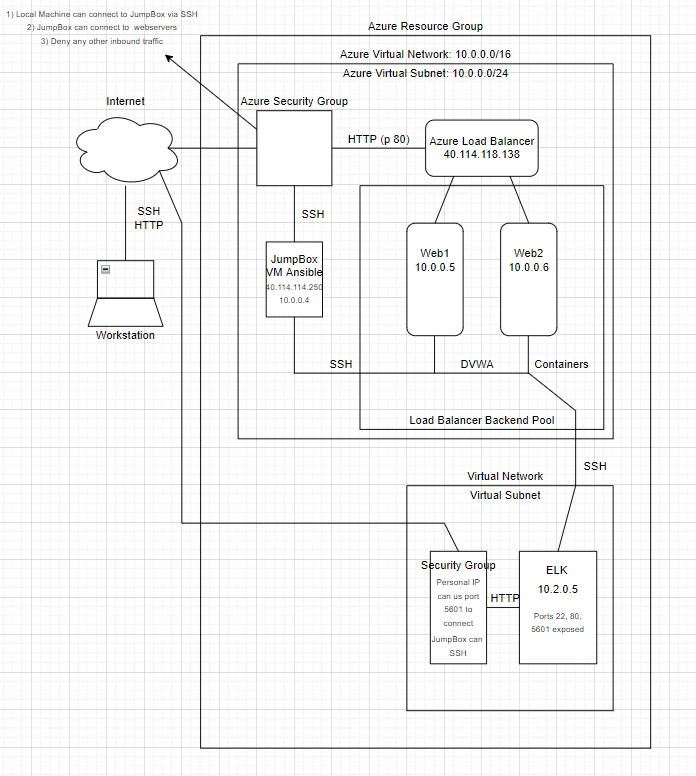 1) Local Machine can connect to JumpBox via SSH
2) JumpBox can connect to webservers
3) Deny any other inbound traffic
Azure Resource Group
Azure Virtual Network: 10.0.0.0/16
Azure Virtual Subnet: 10.0.0.0/24
Internet
Azure Security Group
HTTP (p 80)
Azure Load Balancer
40.114.118.138
SSH
HTTP
SSH
JumpBox
VM Ansible
40.114.114.250
10.0.0.4
Web1
10.0.0.5
Web2
10.0.0.6
Workstation
SSH
DVWA
Containers
Load Balancer Backend Pool
SSH
Virtual Network
Virtual Subnet
Security Group
Personal IP
can us port
5601 to
connect
JumpBox can
SSH
HTTP
ELK
10.2.0.5
Ports 22, 80,
5601 exposed